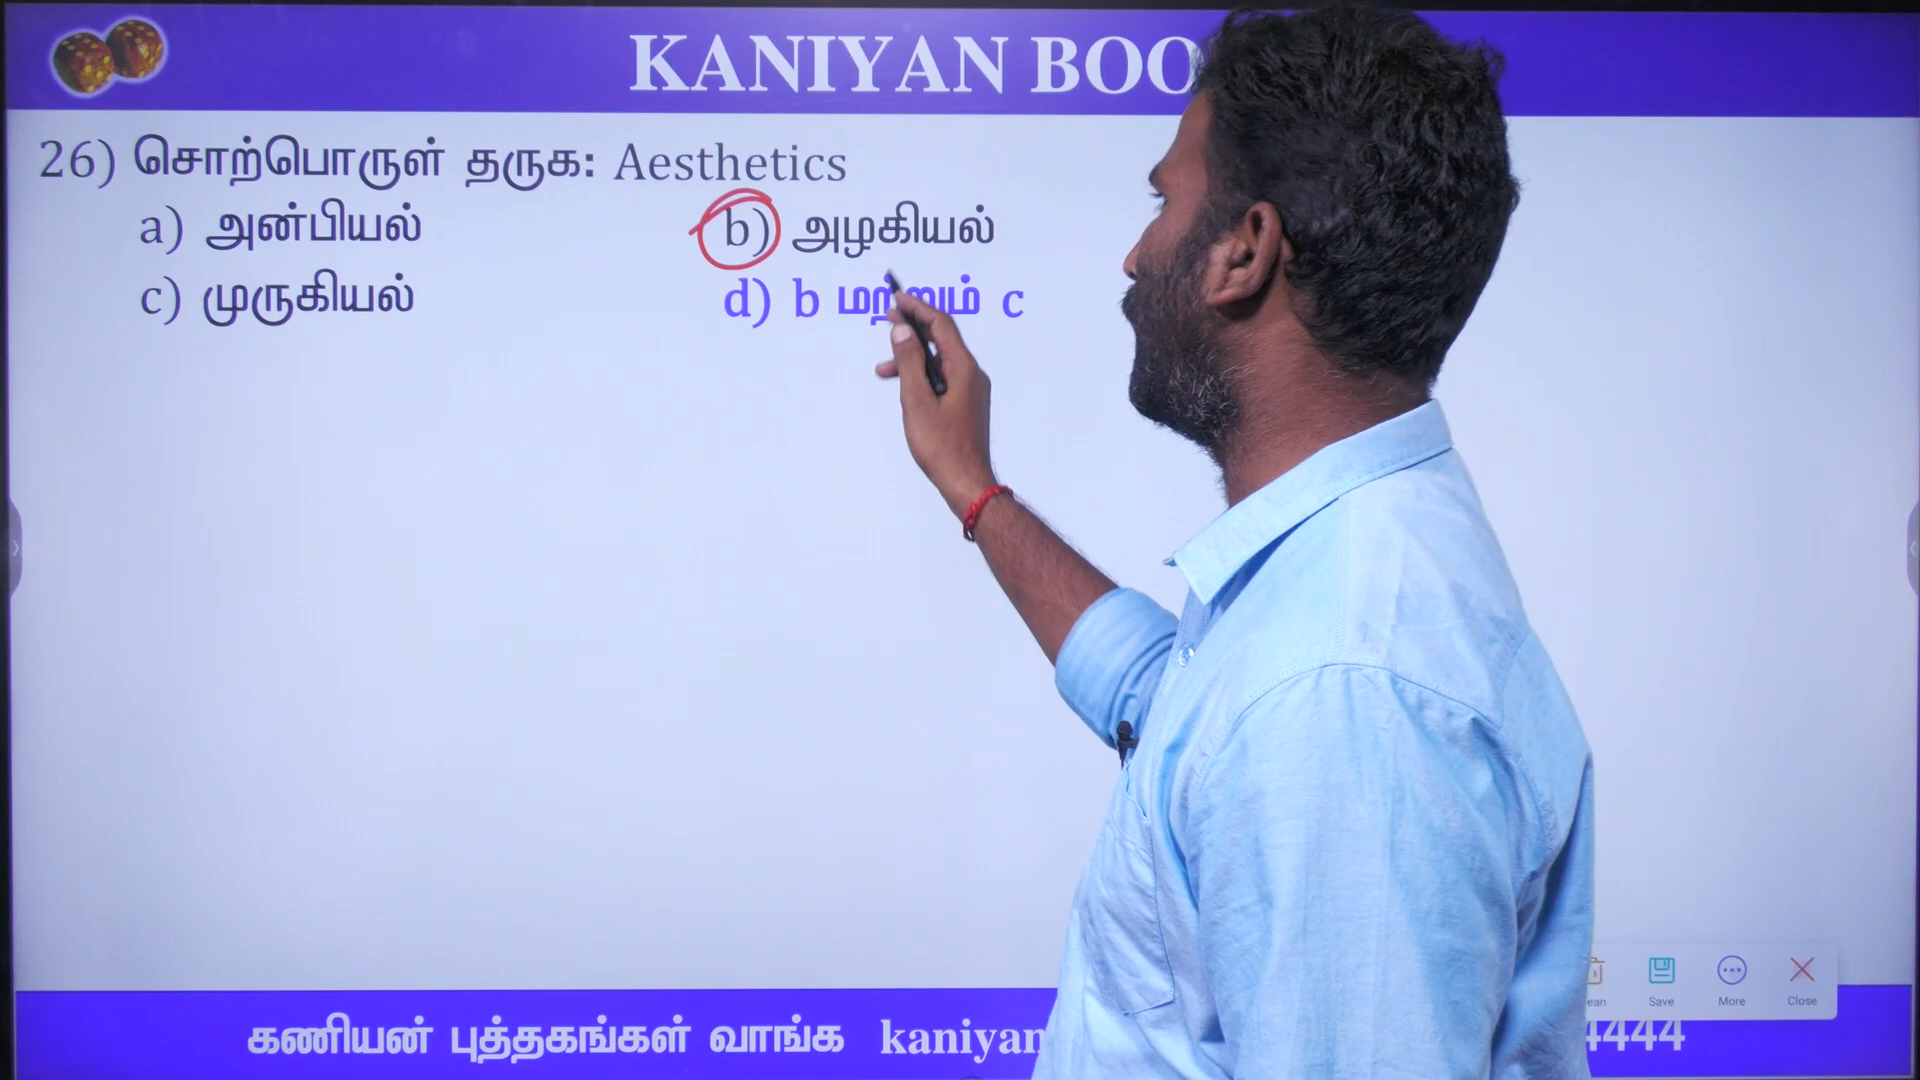 KANIYAN BOO
26) சொற்பொருள் தருக: Aesthetics
a) அன்பியல் b) அழகியல்
c) முருகியல் d) b மற்றும் c
Save More Close
கணியன் புத்தகங்கள் வாங்க kaniyan 4444